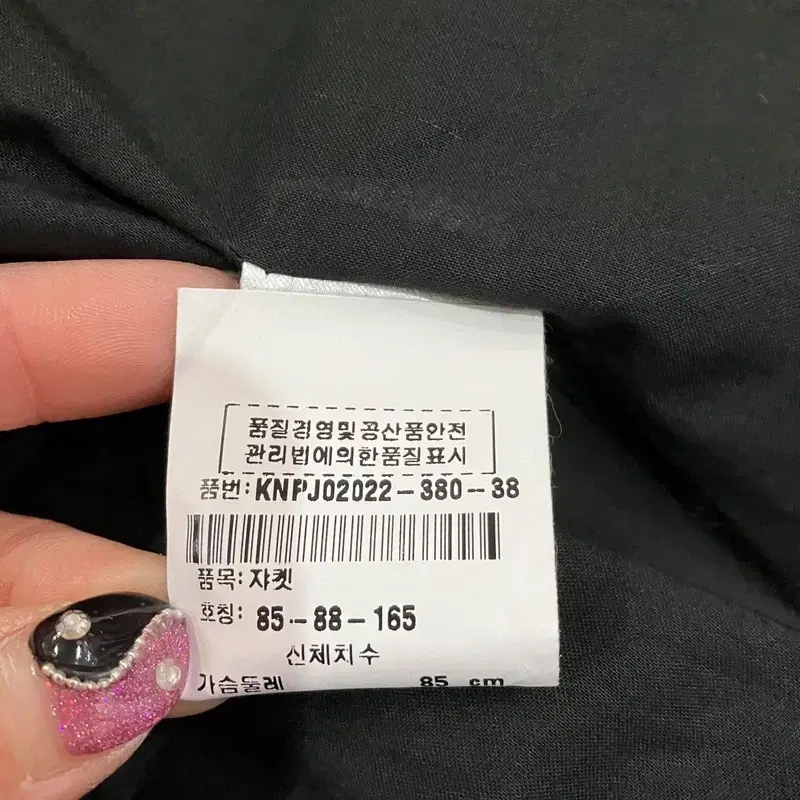 품질경영및공산품안전
관리법에의한품질표시
품번:KNPJ02022-380-38
품목:쟈켓
호칭: 85-88-165
신체치수
가슴둘레 85 cm